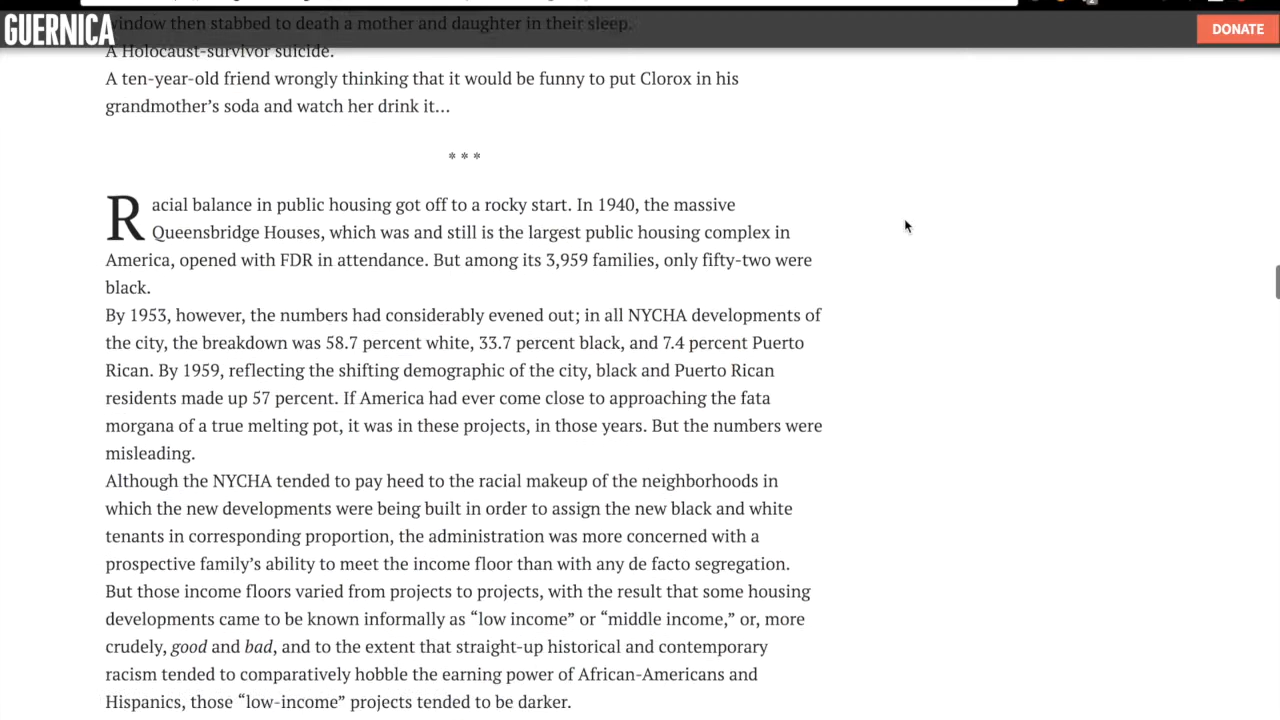 window then stabbed to death a mother and daughter in their sleep.
GUERNICA
DONATE
A Holocaust-survivor suicide.
A ten-year-old friend wrongly thinking that it would be funny to put Clorox in his
grandmother’s soda and watch her drink it…
* * *
Racial balance in public housing got off to a rocky start. In 1940, the massive
Queensbridge Houses, which was and still is the largest public housing complex in
America, opened with FDR in attendance. But among its 3,959 families, only fifty-two were
black.
By 1953, however, the numbers had considerably evened out; in all NYCHA developments of
the city, the breakdown was 58.7 percent white, 33.7 percent black, and 7.4 percent Puerto
Rican. By 1959, reflecting the shifting demographic of the city, black and Puerto Rican
residents made up 57 percent. If America had ever come close to approaching the fata
morgana of a true melting pot, it was in these projects, in those years. But the numbers were
misleading.
Although the NYCHA tended to pay heed to the racial makeup of the neighborhoods in
which the new developments were being built in order to assign the new black and white
tenants in corresponding proportion, the administration was more concerned with a
prospective family’s ability to meet the income floor than with any de facto segregation.
But those income floors varied from projects to projects, with the result that some housing
developments came to be known informally as “low income” or “middle income,” or, more
crudely, good and bad, and to the extent that straight-up historical and contemporary
racism tended to comparatively hobble the earning power of African-Americans and
Hispanics, those “low-income” projects tended to be darker.